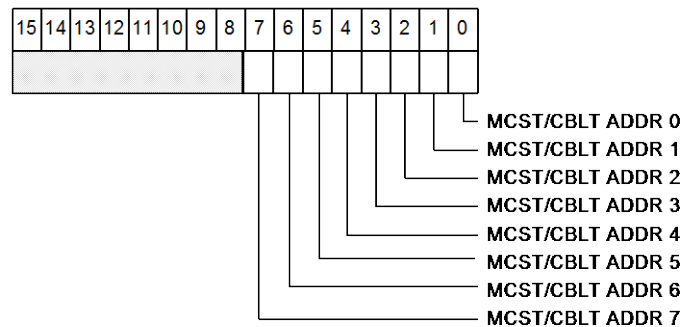 15 14 13 12 11 10 9 8 7 6 5 4 3 2 1 0
MCST/CBLT ADDR 0
MCST/CBLT ADDR 1
MCST/CBLT ADDR 2
MCST/CBLT ADDR 3
MCST/CBLT ADDR 4
MCST/CBLT ADDR 5
MCST/CBLT ADDR 6
MCST/CBLT ADDR 7